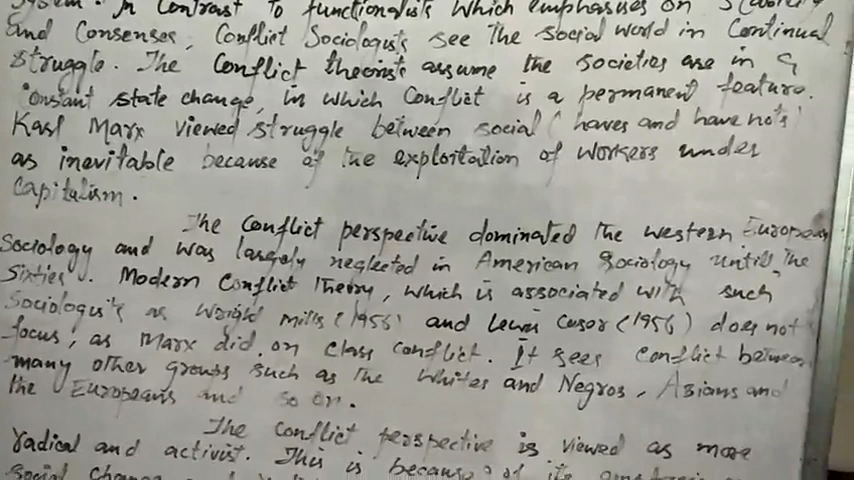 system. In Contrast to functionalists which emphasises on Stability
and Consenses, Conflict Sociologists see The social world in Continual
struggle. The Conflict theorists assume the societies are in a
Constant state change, in which Conflict is a permanent feature.
Karl Marx viewed struggle between social (haves and have nots)
as inevitable because of the exploitation of workers under
Capitalism.
The Conflict perspective dominated The western European
Sociology and was largely neglected in American Sociology untill The
Sixties. Modern Conflict Theory, which is associated with such
Sociologists as Wright Mills (1956) and Lewis Cosor (1956) does not
focus, as Marx did on Class Conflict. It sees Conflict between
many other groups such as The Whites and Negros, Asians and
the Europeans and so on.
The Conflict perspective is viewed as more
radical and activist. This is because of its
Social Change